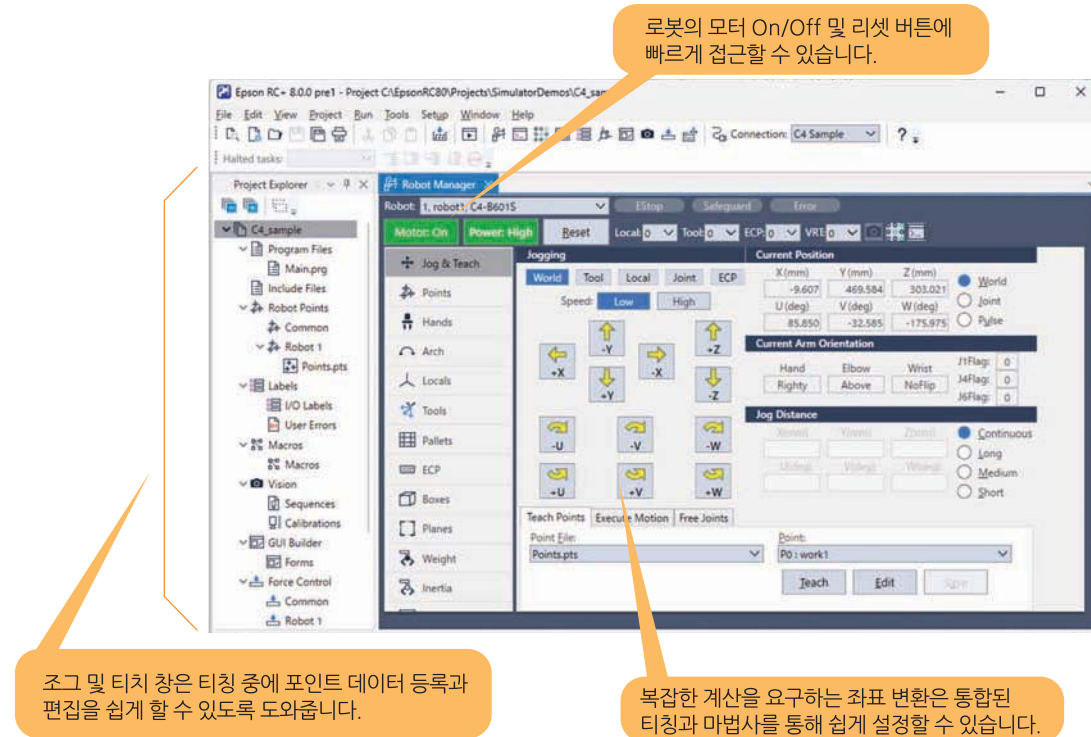 로봇의 모터 On/Off 및 리셋 버튼에
빠르게 접근할 수 있습니다.
Epson RC+ 8.0.0 pre1 - Project C:\EpsonRC80\Projects\SimulatorDemos\C4_sam
File Edit View Project Run Tools Setup Window Help
Connection: C4 Sample ?
Halted tasks:
Project Explorer
Robot Manager
Robot: 1, robot1, C4-B601S EStop Safeguard Error
C4_sample
Motor: On Power: High Reset Local: 0 Tool: 0 ECP: 0 VRT: 0
Program Files
Main.prg
Include Files
Robot Points
Common
Robot 1
Points.pts
Labels
I/O Labels
User Errors
Macros
Macros
Vision
Sequences
Calibrations
GUI Builder
Forms
Force Control
Common
Robot 1
Jog & Teach
Points
Hands
Arch
Locals
Tools
Pallets
ECP
Boxes
Planes
Weight
Inertia
Jogging
World Tool Local Joint ECP
Speed: Low High
-Y +Z
+X -X
+Y -Z
-U -V -W
+U +V +W
Current Position
X (mm) Y (mm) Z (mm)
-9.607 469.584 303.021
U (deg) V (deg) W (deg)
85.850 -32.585 -175.975
World
Joint
Pulse
Current Arm Orientation
Hand Elbow Wrist
Righty Above NoFlip
J1Flag: 0
J4Flag: 0
J6Flag: 0
Jog Distance
X(mm) Y(mm) Z(mm)
U(deg) V(deg) W(deg)
Continuous
Long
Medium
Short
Teach Points Execute Motion Free Joints
Point File: Point:
Points.pts P0 : work1
Teach Edit Save
조그 및 티치 창은 티칭 중에 포인트 데이터 등록과
편집을 쉽게 할 수 있도록 도와줍니다.
복잡한 계산을 요구하는 좌표 변환은 통합된
티칭과 마법사를 통해 쉽게 설정할 수 있습니다.